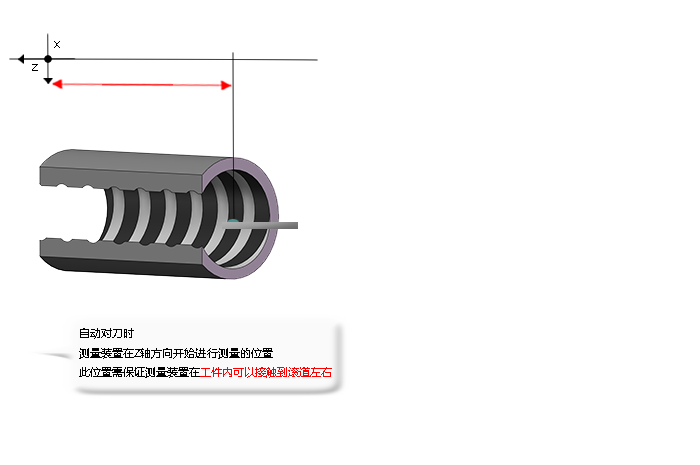 X
Z
自动对刀时
测量装置在Z轴方向开始进行测量的位置
此位置需保证测量装置在工件内可以接触到滚道左右